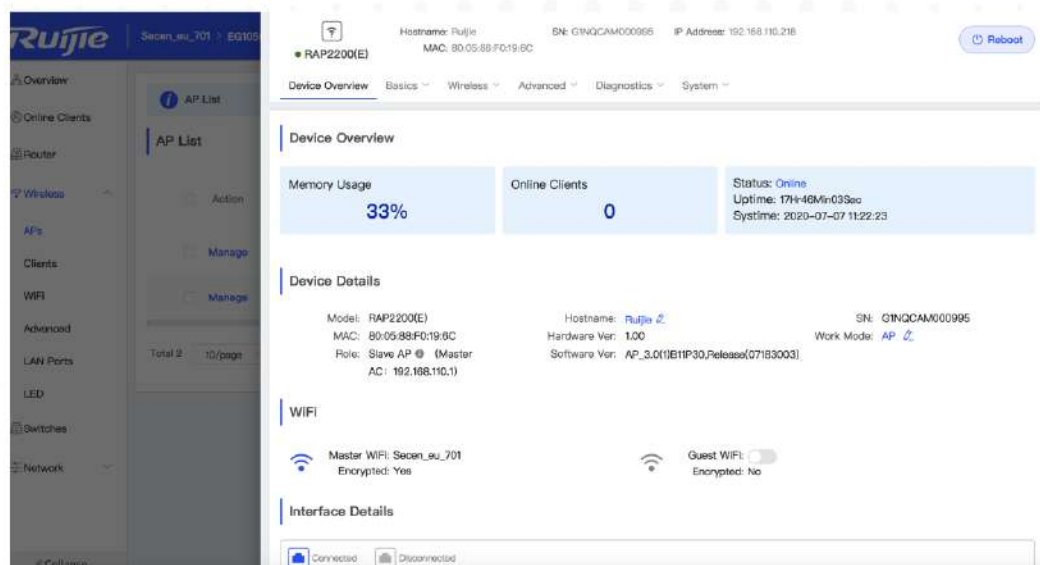 Ruijie
Secen_eu_701 > EG105
Hostname: Ruijie
SN: G1NQCAM000995
IP Address: 192.168.110.218
MAC: 80:05:88:F0:19:6C
RAP2200(E)
Reboot
Device Overview
Basics
Wireless
Advanced
Diagnostics
System
Overview
Online Clients
Router
Wireless
APs
Clients
WiFi
Advanced
LAN Ports
LED
Switches
Network
Collapse
AP List
AP List
Action
Manage
Manage
Total 2 10/page
Device Overview
Memory Usage
33%
Online Clients
0
Status: Online
Uptime: 17Hr46Min03Sec
Systime: 2020-07-07 11:22:23
Device Details
Model: RAP2200(E)
Hostname: Ruijie
SN: G1NQCAM000995
MAC: 80:05:88:F0:19:6C
Hardware Ver: 1.00
Work Mode: AP
Role: Slave AP (Master
AC: 192.168.110.1)
Software Ver: AP_3.0(1)B11P30,Release(07183003)
WiFi
Master WiFi: Secen_eu_701
Encrypted: Yes
Guest WiFi:
Encrypted: No
Interface Details
Connected
Disconnected